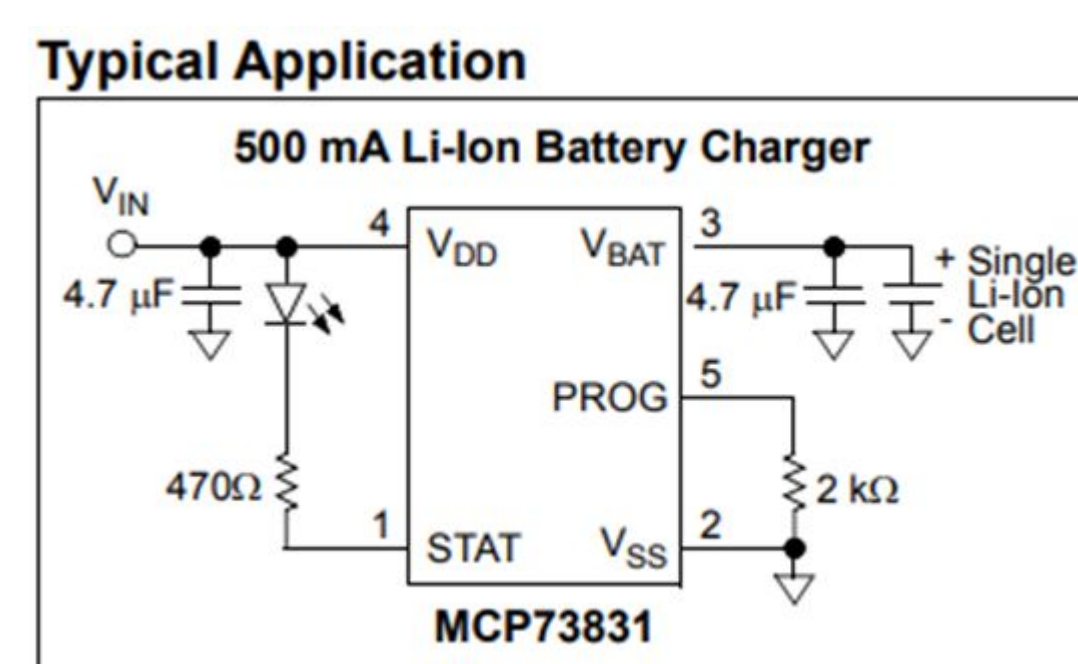 Typical Application
500 mA Li-Ion Battery Charger
VIN
4
VDD
VBAT
3
4.7 µF
4.7 µF
+ Single
Li-Ion
- Cell
PROG
5
470Ω
2 kΩ
1
STAT
VSS
2
MCP73831